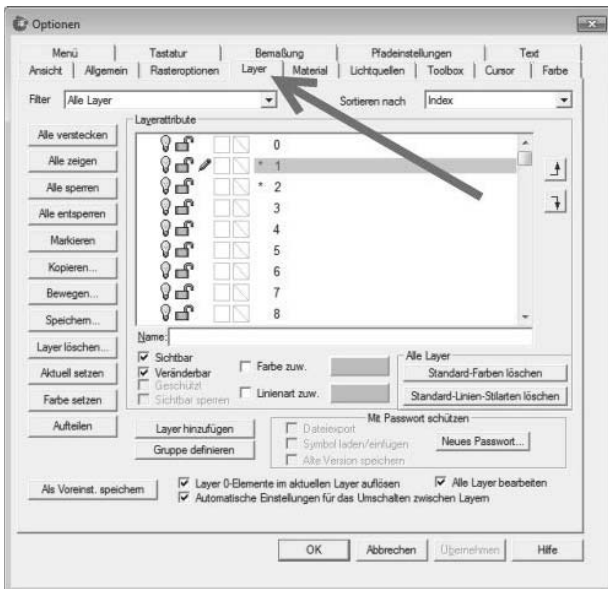 Optionen
Menü Tastatur Bemaßung Pfadeinstellungen Text
Ansicht Allgemein Rasteroptionen Layer Material Lichtquellen Toolbox Cursor Farbe
Filter Alle Layer Sortieren nach Index
Layerattribute
Alle verstecken
Alle zeigen
Alle sperren
Alle entsperren
Markieren
Kopieren...
Bewegen...
Speichern...
Layer löschen...
Aktuell setzen
Farbe setzen
Aufteilen
0
* 1
* 2
3
4
5
6
7
8
Name:
Sichtbar
Veränderbar
Geschützt
Sichtbar sperren
Farbe zuw.
Linienart zuw.
Alle Layer
Standard-Farben löschen
Standard-Linien-Stilarten löschen
Layer hinzufügen
Gruppe definieren
Mit Passwort schützen
Dateiexport
Symbol laden/einfügen
Alte Version speichern
Neues Passwort...
Als Voreinst. speichern
Layer 0-Elemente im aktuellen Layer auflösen
Alle Layer bearbeiten
Automatische Einstellungen für das Umschalten zwischen Layern
OK Abbrechen Übernehmen Hilfe